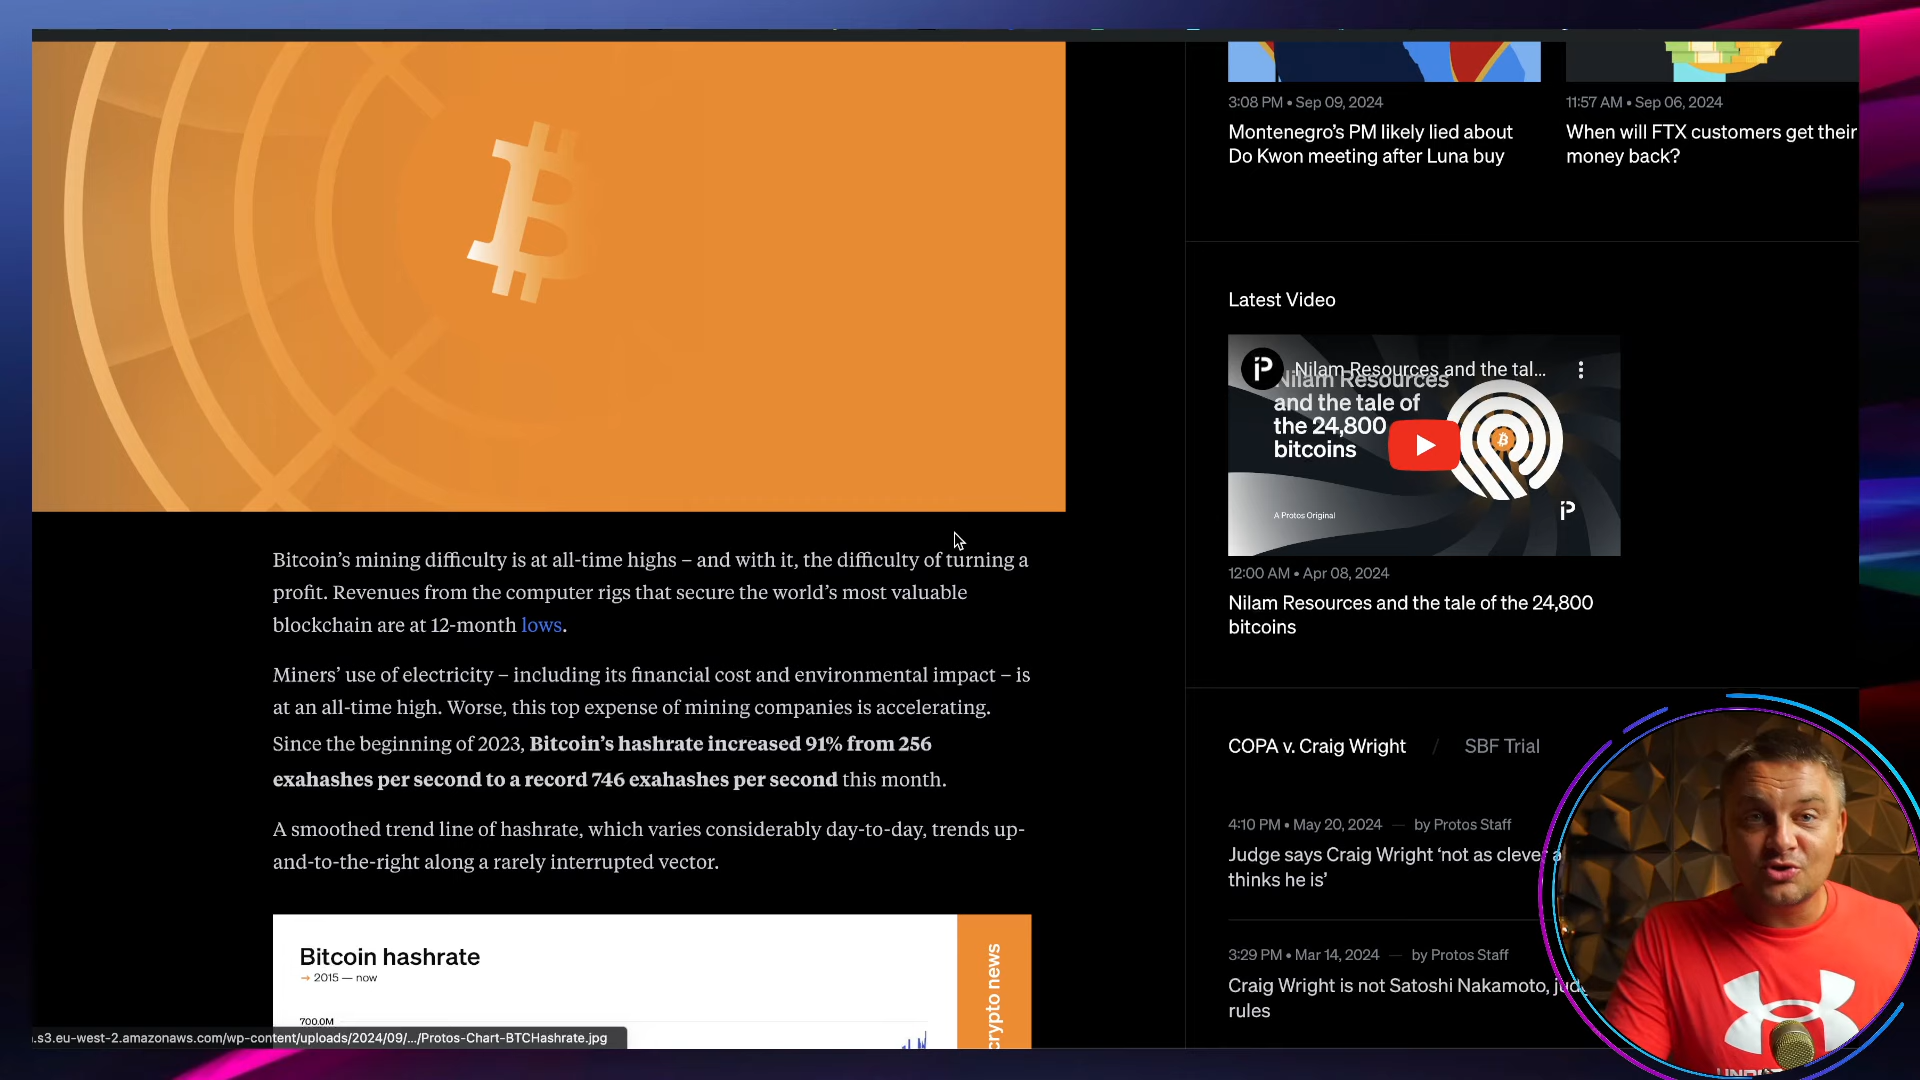 Bitcoin’s mining difficulty is at all-time highs – and with it, the difficulty of turning a
profit. Revenues from the computer rigs that secure the world’s most valuable
blockchain are at 12-month lows.
Miners’ use of electricity – including its financial cost and environmental impact – is
at an all-time high. Worse, this top expense of mining companies is accelerating.
Since the beginning of 2023, Bitcoin’s hashrate increased 91% from 256
exahashes per second to a record 746 exahashes per second this month.
A smoothed trend line of hashrate, which varies considerably day-to-day, trends up-
and-to-the-right along a rarely interrupted vector.
Bitcoin hashrate
→ 2015 — now
700.0M
crypto news
.s3.eu-west-2.amazonaws.com/wp-content/uploads/2024/09/.../Protos-Chart-BTCHashrate.jpg
3:08 PM • Sep 09, 2024
Montenegro’s PM likely lied about
Do Kwon meeting after Luna buy
11:57 AM • Sep 06, 2024
When will FTX customers get their
money back?
Latest Video
Nilam Resources and the tal...
Nilam Resources
and the tale of
the 24,800
bitcoins
A Protos Original
12:00 AM • Apr 08, 2024
Nilam Resources and the tale of the 24,800
bitcoins
COPA v. Craig Wright / SBF Trial
4:10 PM • May 20, 2024 — by Protos Staff
Judge says Craig Wright ‘not as clever
thinks he is’
3:29 PM • Mar 14, 2024 — by Protos Staff
Craig Wright is not Satoshi Nakamoto,
rules